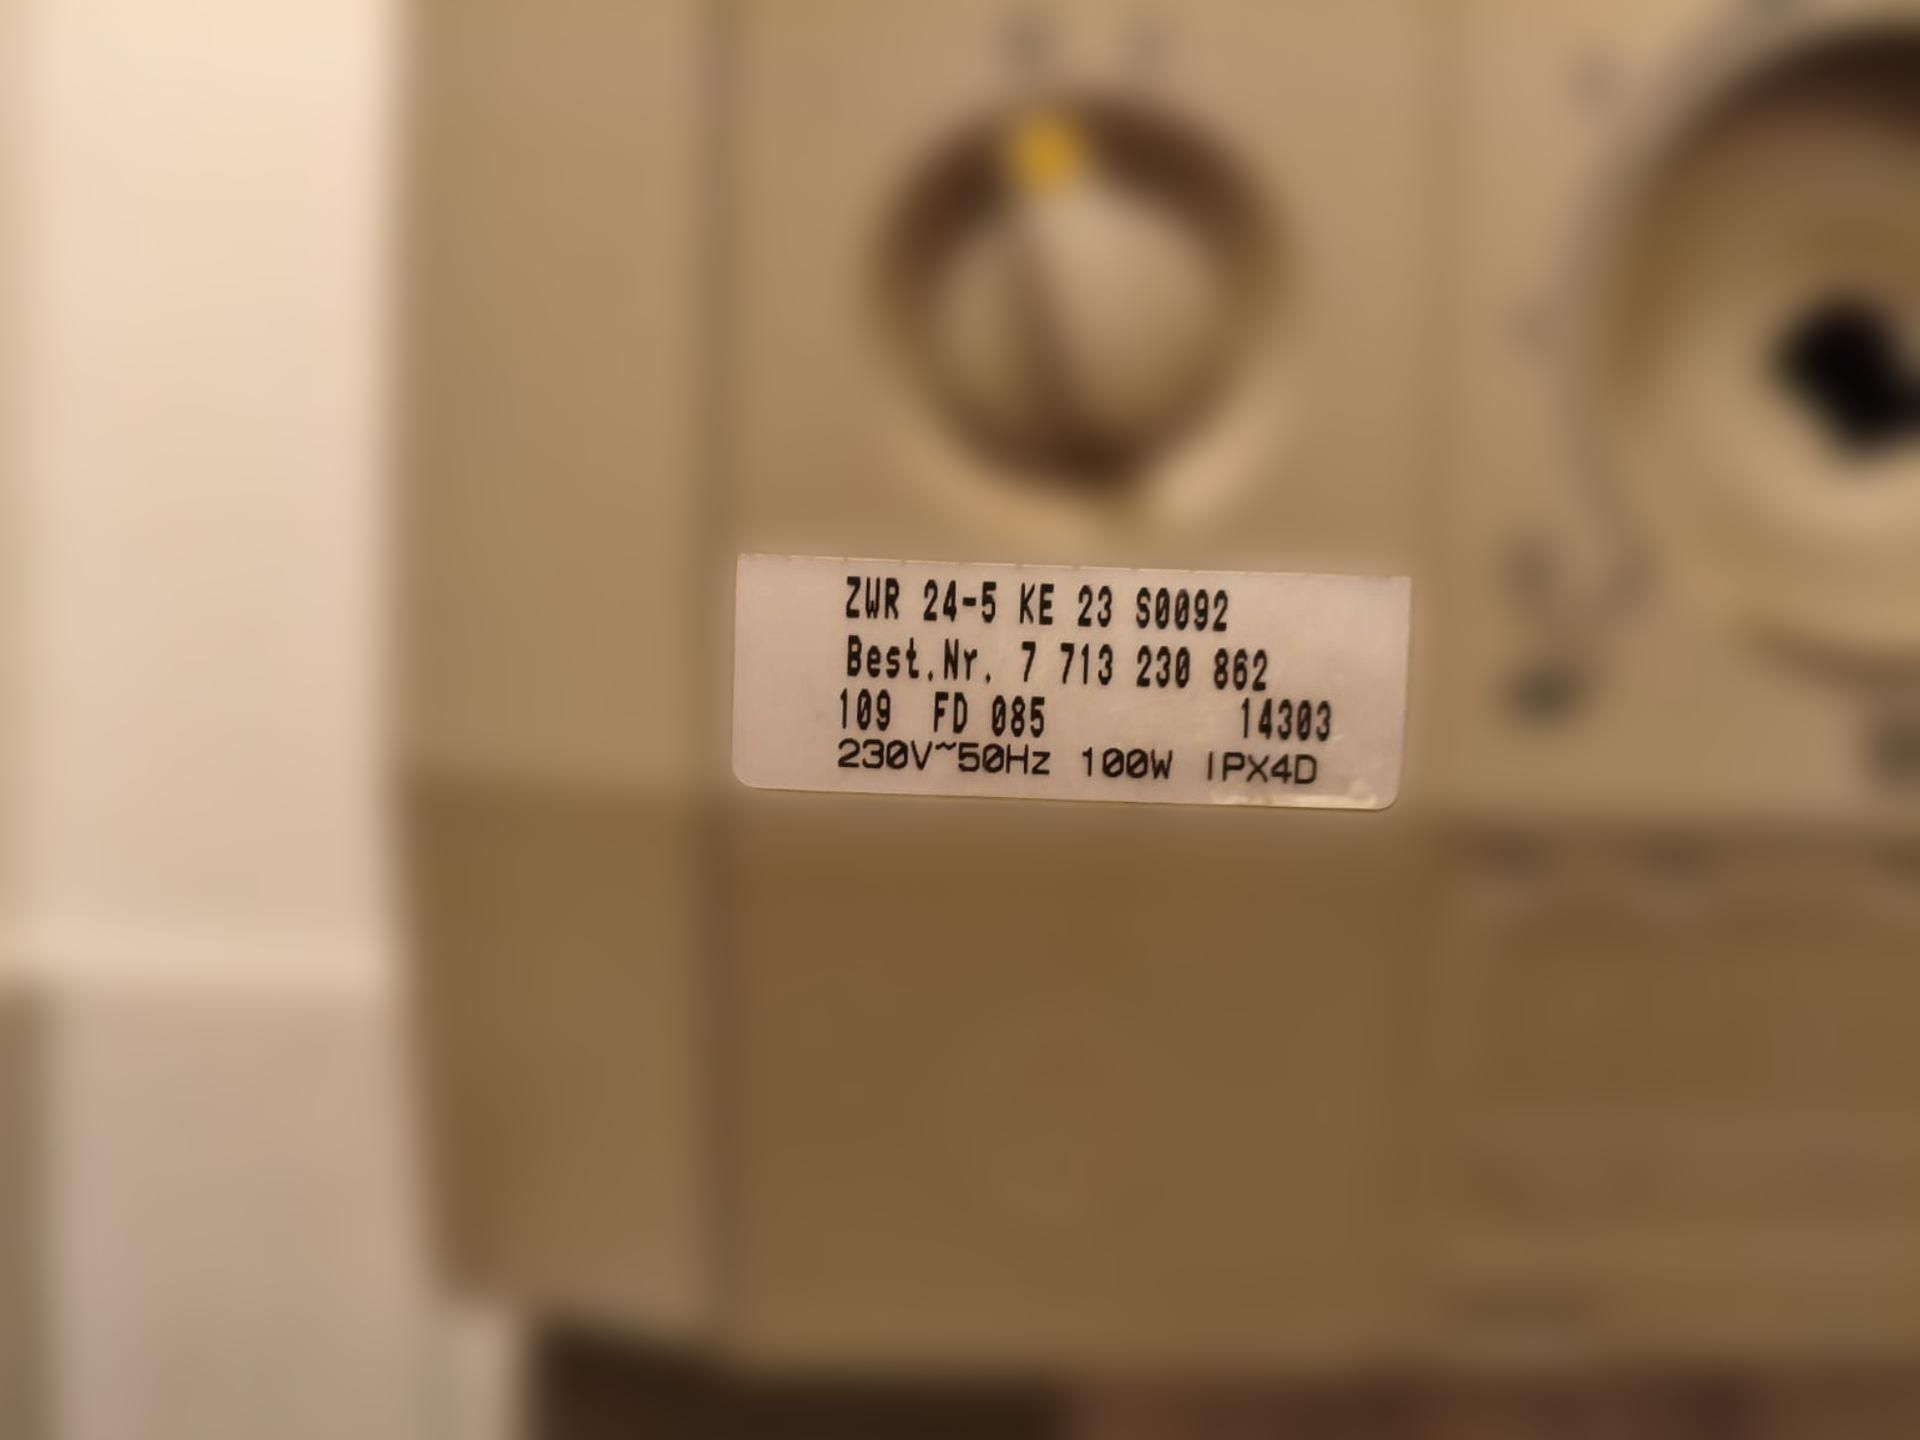 ZWR 24-5 KE 23 S0092
Best.Nr. 7 713 230 862
109 FD 085 14303
230V~50Hz 100W IPX4D